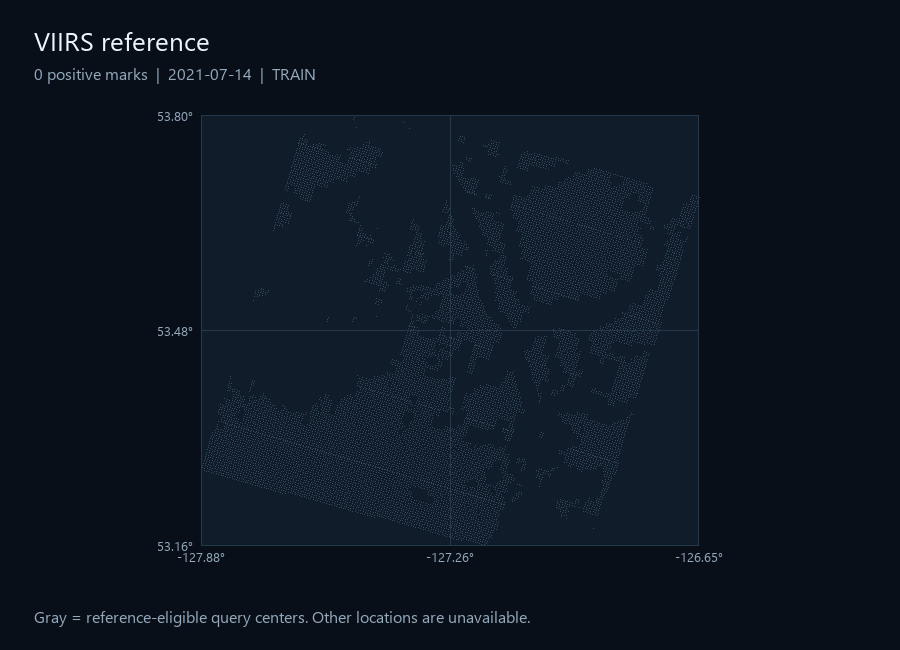 VIIRS reference
0 positive marks | 2021-07-14 | TRAIN
53.80°
53.48°
53.16°
-127.88° -127.26° -126.65°
Gray = reference-eligible query centers. Other locations are unavailable.